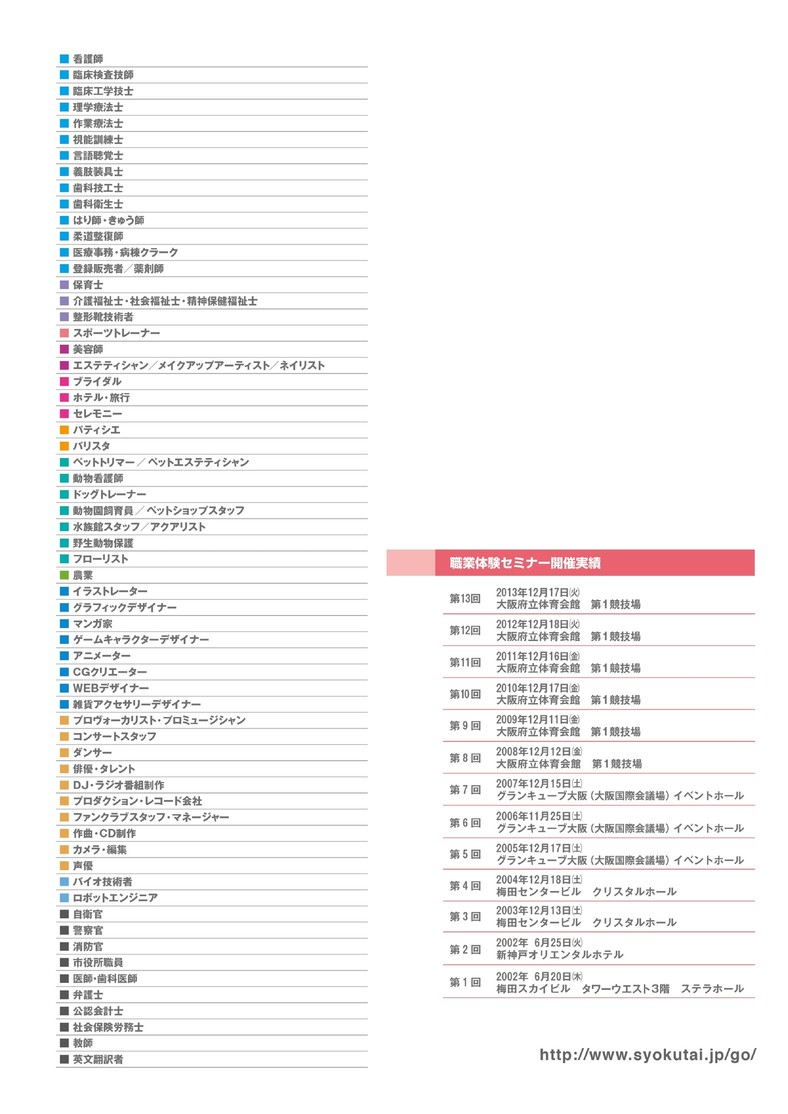 看護師
臨床検査技師
臨床工学技士
理学療法士
作業療法士
視能訓練士
言語聴覚士
義肢装具士
歯科技工士
歯科衛生士
はり師・きゅう師
柔道整復師
医療事務・病棟クラーク
登録販売者／薬剤師
保育士
介護福祉士・社会福祉士・精神保健福祉士
整形靴技術者
スポーツトレーナー
美容師
エステティシャン／メイクアップアーティスト／ネイリスト
ブライダル
ホテル・旅行
セレモニー
パティシエ
バリスタ
ペットトリマー／ペットエステティシャン
動物看護師
ドッグトレーナー
動物園飼育員／ペットショップスタッフ
水族館スタッフ／アクアリスト
野生動物保護
フローリスト
農業
イラストレーター
グラフィックデザイナー
マンガ家
ゲームキャラクターデザイナー
アニメーター
CGクリエーター
WEBデザイナー
雑貨アクセサリーデザイナー
プロヴォーカリスト・プロミュージシャン
コンサートスタッフ
ダンサー
俳優・タレント
DJ・ラジオ番組制作
プロダクション・レコード会社
ファンクラブスタッフ・マネージャー
作曲・CD制作
カメラ・編集
声優
バイオ技術者
ロボットエンジニア
自衛官
警察官
消防官
市役所職員
医師・歯科医師
弁護士
公認会計士
社会保険労務士
教師
英文翻訳者
職業体験セミナー開催実績
第13回 2013年12月17日㈫
大阪府立体育会館　第1競技場
第12回 2012年12月18日㈫
大阪府立体育会館　第1競技場
第11回 2011年12月16日㈮
大阪府立体育会館　第1競技場
第10回 2010年12月17日㈮
大阪府立体育会館　第1競技場
第9回 2009年12月11日㈮
大阪府立体育会館　第1競技場
第8回 2008年12月12日㈮
大阪府立体育会館　第1競技場
第7回 2007年12月15日㈯
グランキューブ大阪（大阪国際会議場）イベントホール
第6回 2006年11月25日㈯
グランキューブ大阪（大阪国際会議場）イベントホール
第5回 2005年12月17日㈯
グランキューブ大阪（大阪国際会議場）イベントホール
第4回 2004年12月18日㈯
梅田センタービル　クリスタルホール
第3回 2003年12月13日㈯
梅田センタービル　クリスタルホール
第2回 2002年 6月25日㈫
新神戸オリエンタルホテル
第1回 2002年 6月20日㈭
梅田スカイビル　タワーウエスト3階　ステラホール
http://www.syokutai.jp/go/